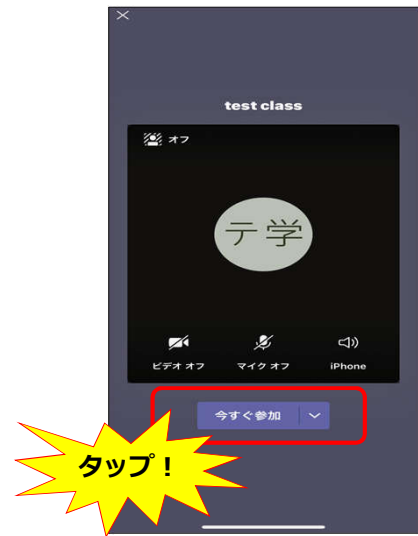 test class
オフ
テ学
ビデオ オフ
マイク オフ
iPhone
今すぐ参加
タップ！